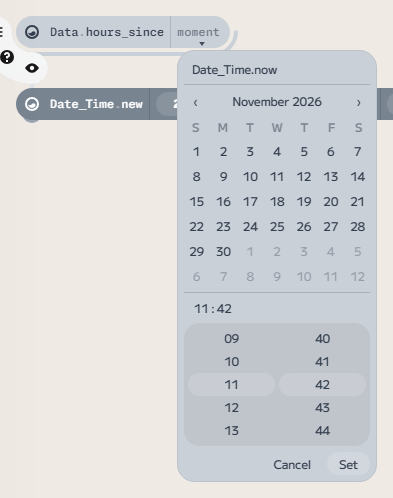 Data.hours_since moment
?
Date_Time.now
Date_Time.new 2
‹ November 2026 ›
S M T W T F S
1 2 3 4 5 6 7
8 9 10 11 12 13 14
15 16 17 18 19 20 21
22 23 24 25 26 27 28
29 30 1 2 3 4 5
6 7 8 9 10 11 12
11:42
09 40
10 41
11 42
12 43
13 44
Cancel Set